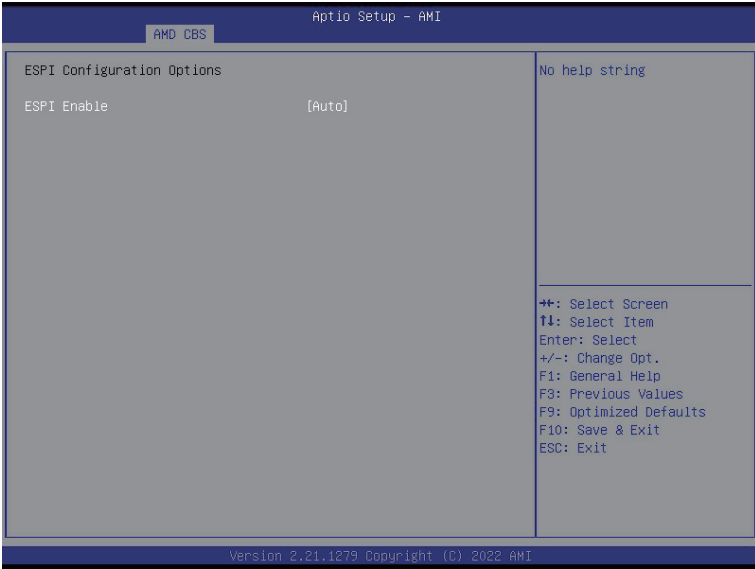 Aptio Setup – AMI
AMD CBS
ESPI Configuration Options
ESPI Enable [Auto]
No help string
→←: Select Screen
↑↓: Select Item
Enter: Select
+/-: Change Opt.
F1: General Help
F3: Previous Values
F9: Optimized Defaults
F10: Save & Exit
ESC: Exit
Version 2.21.1279 Copyright (C) 2022 AMI